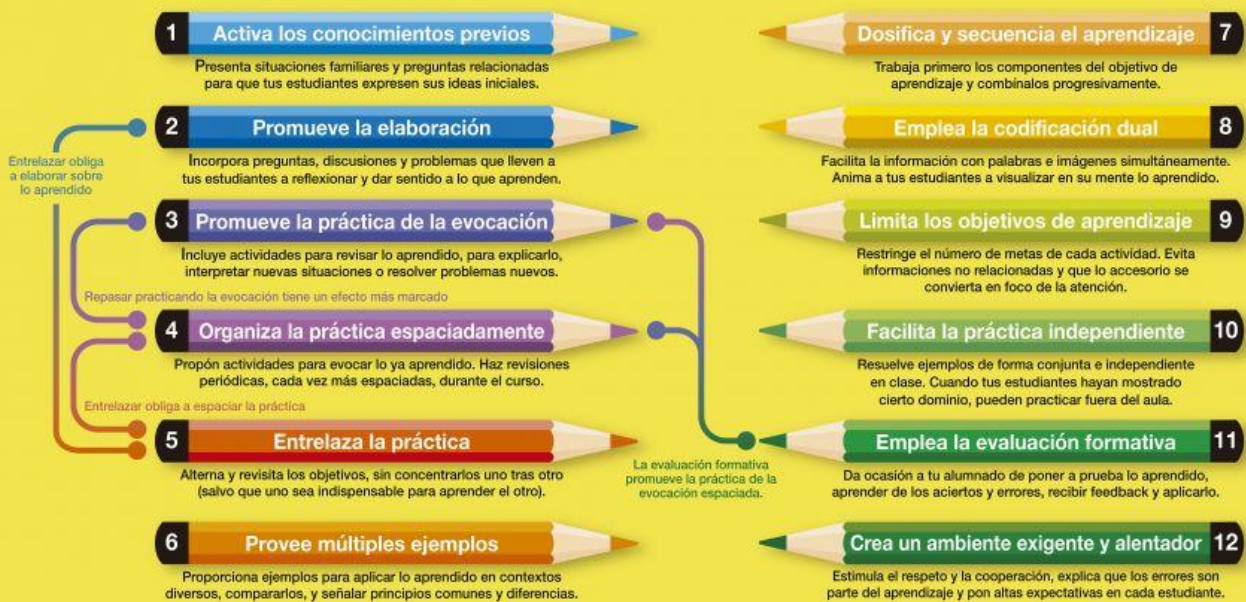 1 Activa los conocimientos previos
Presenta situaciones familiares y preguntas relacionadas
para que tus estudiantes expresen sus ideas iniciales.
2 Promueve la elaboración
Incorpora preguntas, discusiones y problemas que lleven a
tus estudiantes a reflexionar y dar sentido a lo que aprenden.
Entrelazar obliga
a elaborar sobre
lo aprendido
3 Promueve la práctica de la evocación
Incluye actividades para revisar lo aprendido, para explicarlo,
interpretar nuevas situaciones o resolver problemas nuevos.
Repasar practicando la evocación tiene un efecto más marcado
4 Organiza la práctica espaciadamente
Propón actividades para evocar lo ya aprendido. Haz revisiones
periódicas, cada vez más espaciadas, durante el curso.
Entrelazar obliga a espaciar la práctica
5 Entrelaza la práctica
Alterna y revisita los objetivos, sin concentrarlos uno tras otro
(salvo que uno sea indispensable para aprender el otro).
6 Provee múltiples ejemplos
Proporciona ejemplos para aplicar lo aprendido en contextos
diversos, compararlos, y señalar principios comunes y diferencias.
Dosifica y secuencia el aprendizaje 7
Trabaja primero los componentes del objetivo de
aprendizaje y combínalos progresivamente.
Emplea la codificación dual 8
Facilita la información con palabras e imágenes simultáneamente.
Anima a tus estudiantes a visualizar en su mente lo aprendido.
Limita los objetivos de aprendizaje 9
Restringe el número de metas de cada actividad. Evita
informaciones no relacionadas y que lo accesorio se
convierta en foco de la atención.
Facilita la práctica independiente 10
Resuelve ejemplos de forma conjunta e independiente
en clase. Cuando tus estudiantes hayan mostrado
cierto dominio, pueden practicar fuera del aula.
Emplea la evaluación formativa 11
Da ocasión a tu alumnado de poner a prueba lo aprendido,
aprender de los aciertos y errores, recibir feedback y aplicarlo.
La evaluación formativa
promueve la práctica de la
evocación espaciada.
Crea un ambiente exigente y alentador 12
Estimula el respeto y la cooperación, explica que los errores son
parte del aprendizaje y pon altas expectativas en cada estudiante.